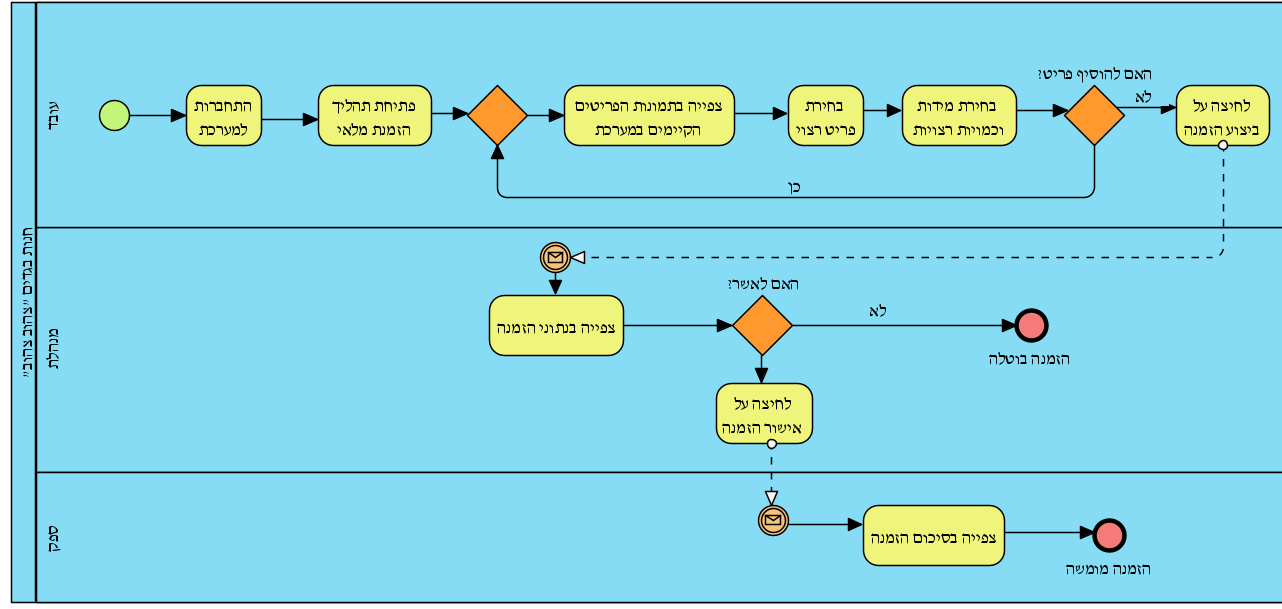 חנות בגדים "צהוב צהוב"
עובד
התחברות
למערכת
פתיחת תהליך
הזמנת מלאי
צפייה בתמונות הפריטים
הקיימים במערכת
בחירת
פריט רצוי
בחירת מידות
וכמויות רצויות
האם להוסיף פריט?
לא
כן
לחיצה על
ביצוע הזמנה
מנהלת
צפייה בנתוני הזמנה
האם לאשר?
לא
הזמנה בוטלה
לחיצה על
אישור הזמנה
ספק
צפייה בסיכום הזמנה
הזמנה מומשה